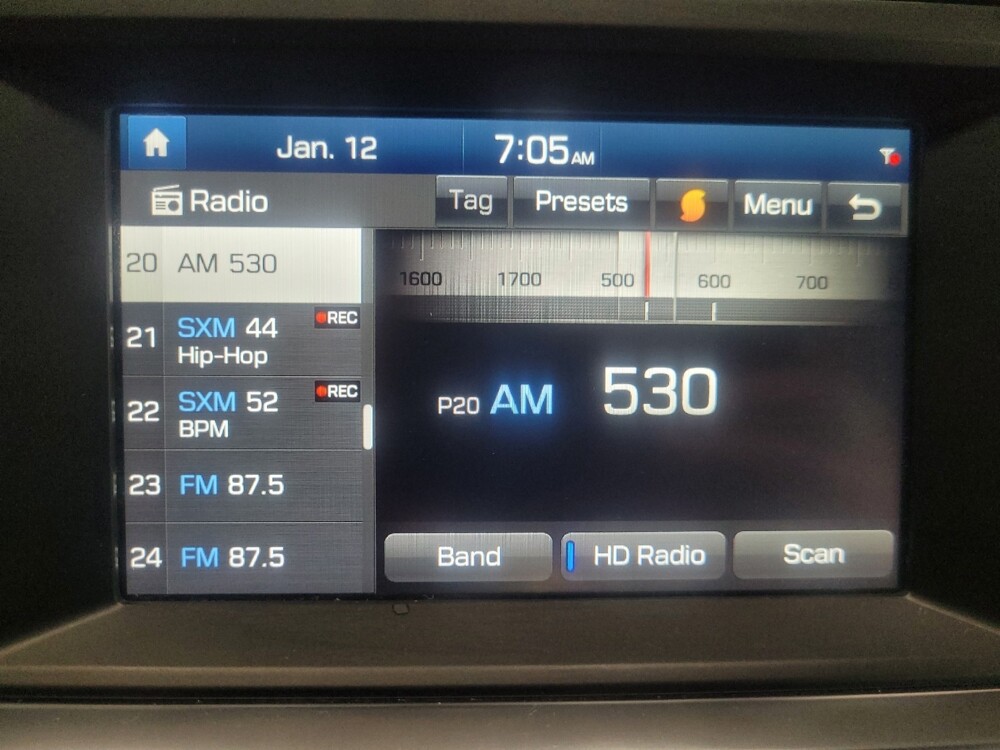 Jan. 12 7:05 AM
Radio Tag Presets Menu
20 AM 530
21 SXM 44 REC
Hip-Hop
22 SXM 52 REC
BPM
23 FM 87.5
24 FM 87.5
1600 1700 500 600 700
P20 AM 530
Band HD Radio Scan